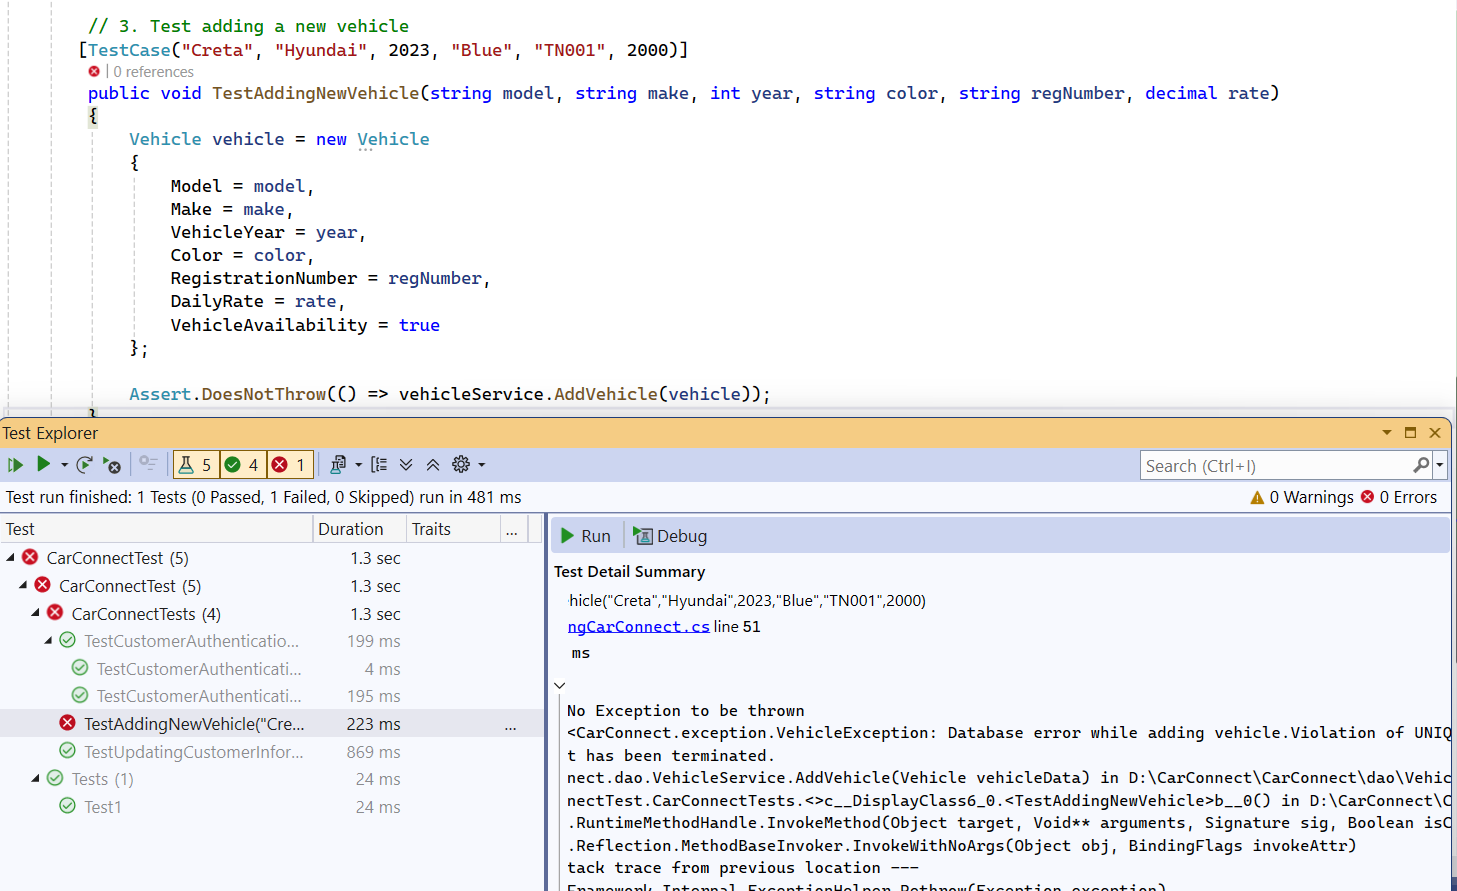 // 3. Test adding a new vehicle
[TestCase("Creta", "Hyundai", 2023, "Blue", "TN001", 2000)]
| 0 references
public void TestAddingNewVehicle(string model, string make, int year, string color, string regNumber, decimal rate)
{
Vehicle vehicle = new Vehicle
{
Model = model,
Make = make,
VehicleYear = year,
Color = color,
RegistrationNumber = regNumber,
DailyRate = rate,
VehicleAvailability = true
};
Assert.DoesNotThrow(() => vehicleService.AddVehicle(vehicle));
}
Test Explorer
5 4 1
Search (Ctrl+I)
Test run finished: 1 Tests (0 Passed, 1 Failed, 0 Skipped) run in 481 ms
0 Warnings 0 Errors
Test Duration Traits ...
CarConnectTest (5) 1.3 sec
CarConnectTest (5) 1.3 sec
CarConnectTests (4) 1.3 sec
TestCustomerAuthenticatio... 199 ms
TestCustomerAuthenticati... 4 ms
TestCustomerAuthenticati... 195 ms
TestAddingNewVehicle("Cre... 223 ms ...
TestUpdatingCustomerInfor... 869 ms
Tests (1) 24 ms
Test1 24 ms
Run Debug
Test Detail Summary
hicle("Creta","Hyundai",2023,"Blue","TN001",2000)
ngCarConnect.cs line 51
ms
No Exception to be thrown
<CarConnect.exception.VehicleException: Database error while adding vehicle.Violation of UNIQ
t has been terminated.
nect.dao.VehicleService.AddVehicle(Vehicle vehicleData) in D:\CarConnect\CarConnect\dao\Vehic
nectTest.CarConnectTests.<>c__DisplayClass6_0.<TestAddingNewVehicle>b__0() in D:\CarConnect\C
.RuntimeMethodHandle.InvokeMethod(Object target, Void** arguments, Signature sig, Boolean isC
.Reflection.MethodBaseInvoker.InvokeWithNoArgs(Object obj, BindingFlags invokeAttr)
tack trace from previous location ---
Framework.Internal.ExceptionHelper.Rethrow(Exception exception)